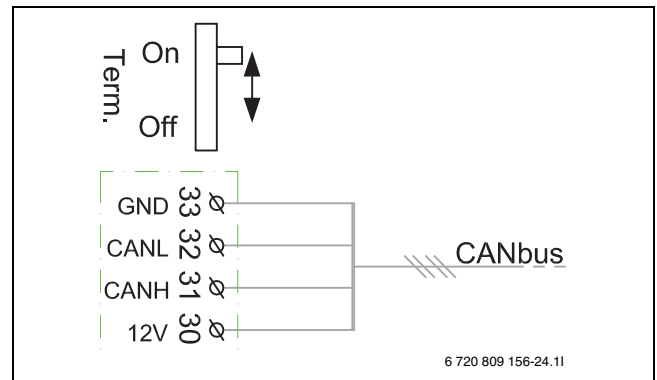 On
Term.
Off
GND 33
CANL 32
CANH 31
12V 30
CANbus
6 720 809 156-24.1I